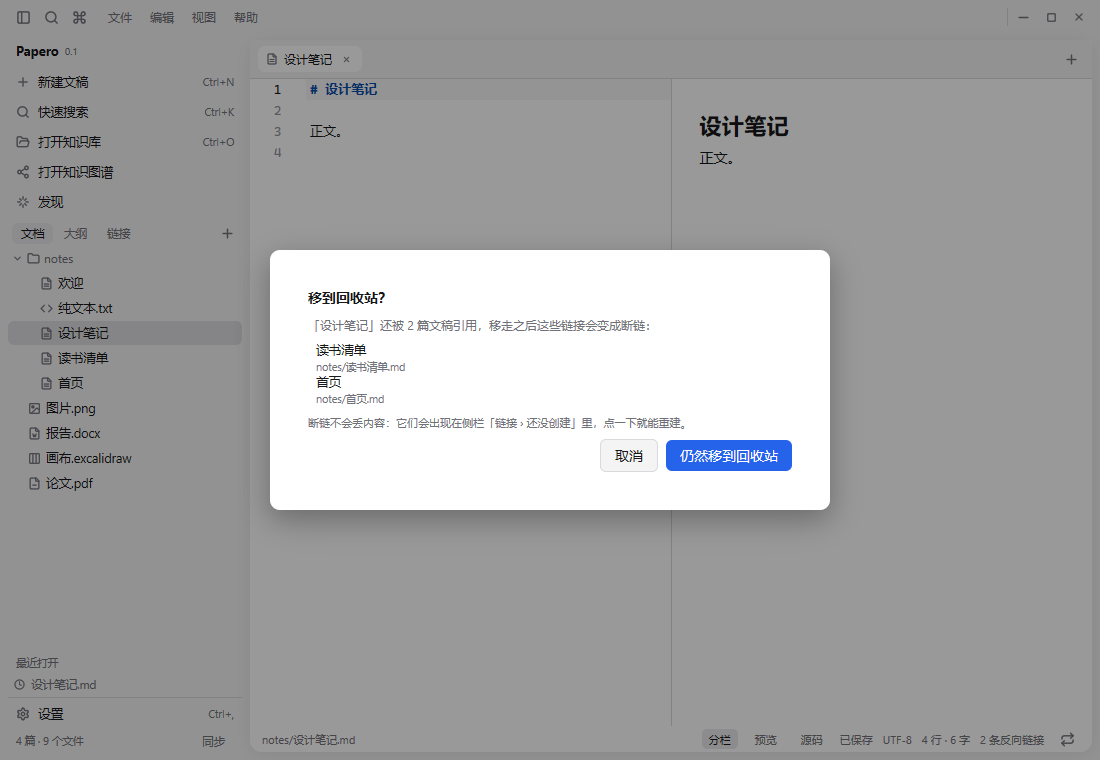 文件 编辑 视图 帮助
Papero 0.1
新建文稿 Ctrl+N
快速搜索 Ctrl+K
打开知识库 Ctrl+O
打开知识图谱
发现
文档 大纲 链接
notes
欢迎
纯文本.txt
设计笔记
读书清单
首页
图片.png
报告.docx
画布.excalidraw
论文.pdf
最近打开
设计笔记.md
设置 Ctrl+,
4 篇 · 9 个文件 同步
设计笔记
1 # 设计笔记
2
3 正文。
4
设计笔记
正文。
移到回收站?
「设计笔记」还被 2 篇文稿引用，移走之后这些链接会变成断链：
读书清单
notes/读书清单.md
首页
notes/首页.md
断链不会丢内容：它们会出现在侧栏「链接 › 还没创建」里，点一下就能重建。
取消 仍然移到回收站
notes/设计笔记.md 分栏 预览 源码 已保存 UTF-8 4 行 · 6 字 2 条反向链接